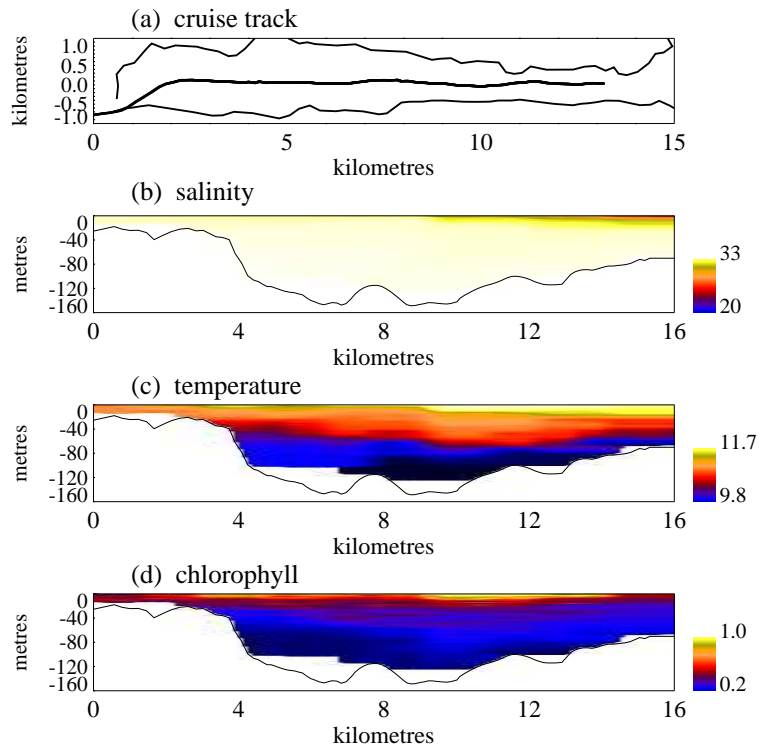 (a) cruise track
kilometres
1.0
0.5
0.0
-0.5
-1.0
0 5 10 15
kilometres
(b) salinity
metres
0
-40
-80
-120
-160
33
20
0 4 8 12 16
kilometres
(c) temperature
metres
0
-40
-80
-120
-160
11.7
9.8
0 4 8 12 16
kilometres
(d) chlorophyll
metres
0
-40
-80
-120
-160
1.0
0.2
0 4 8 12 16
kilometres